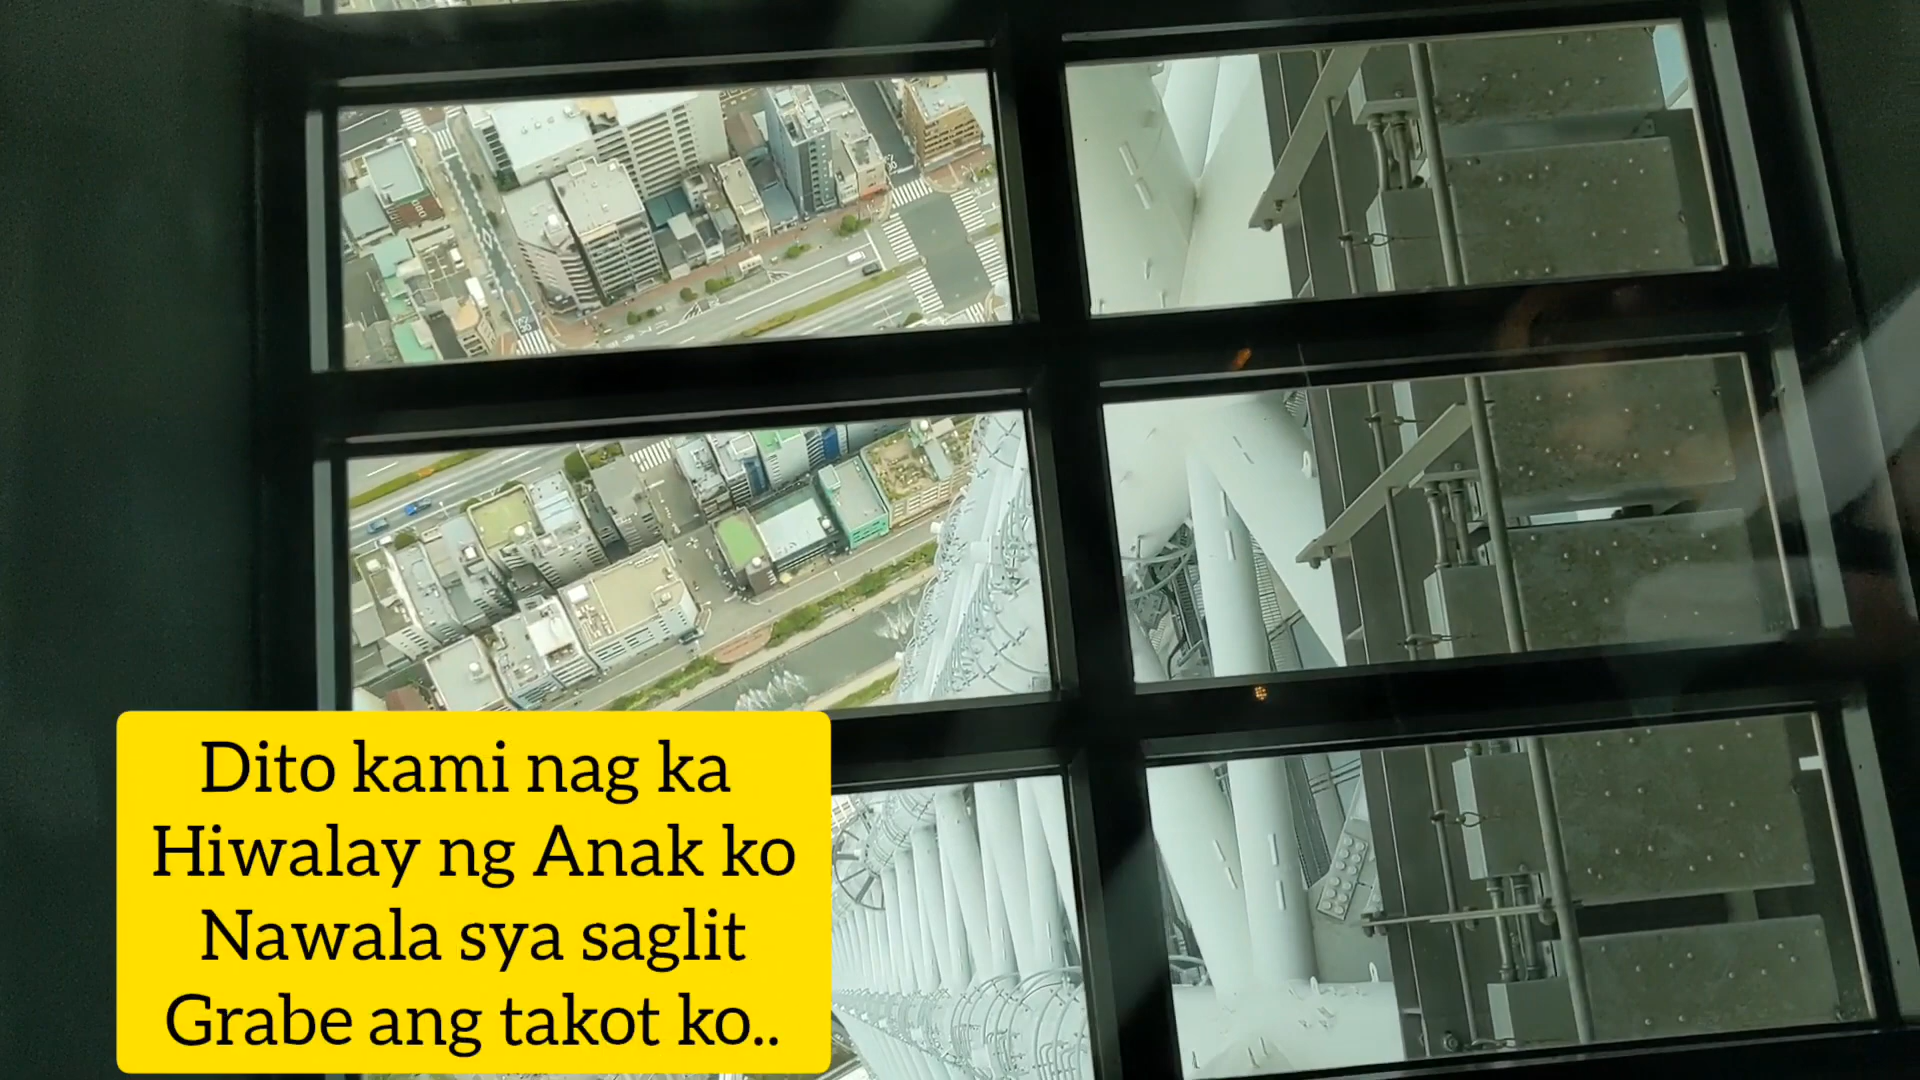 Dito kami nag ka
Hiwalay ng Anak ko
Nawala sya saglit
Grabe ang takot ko..